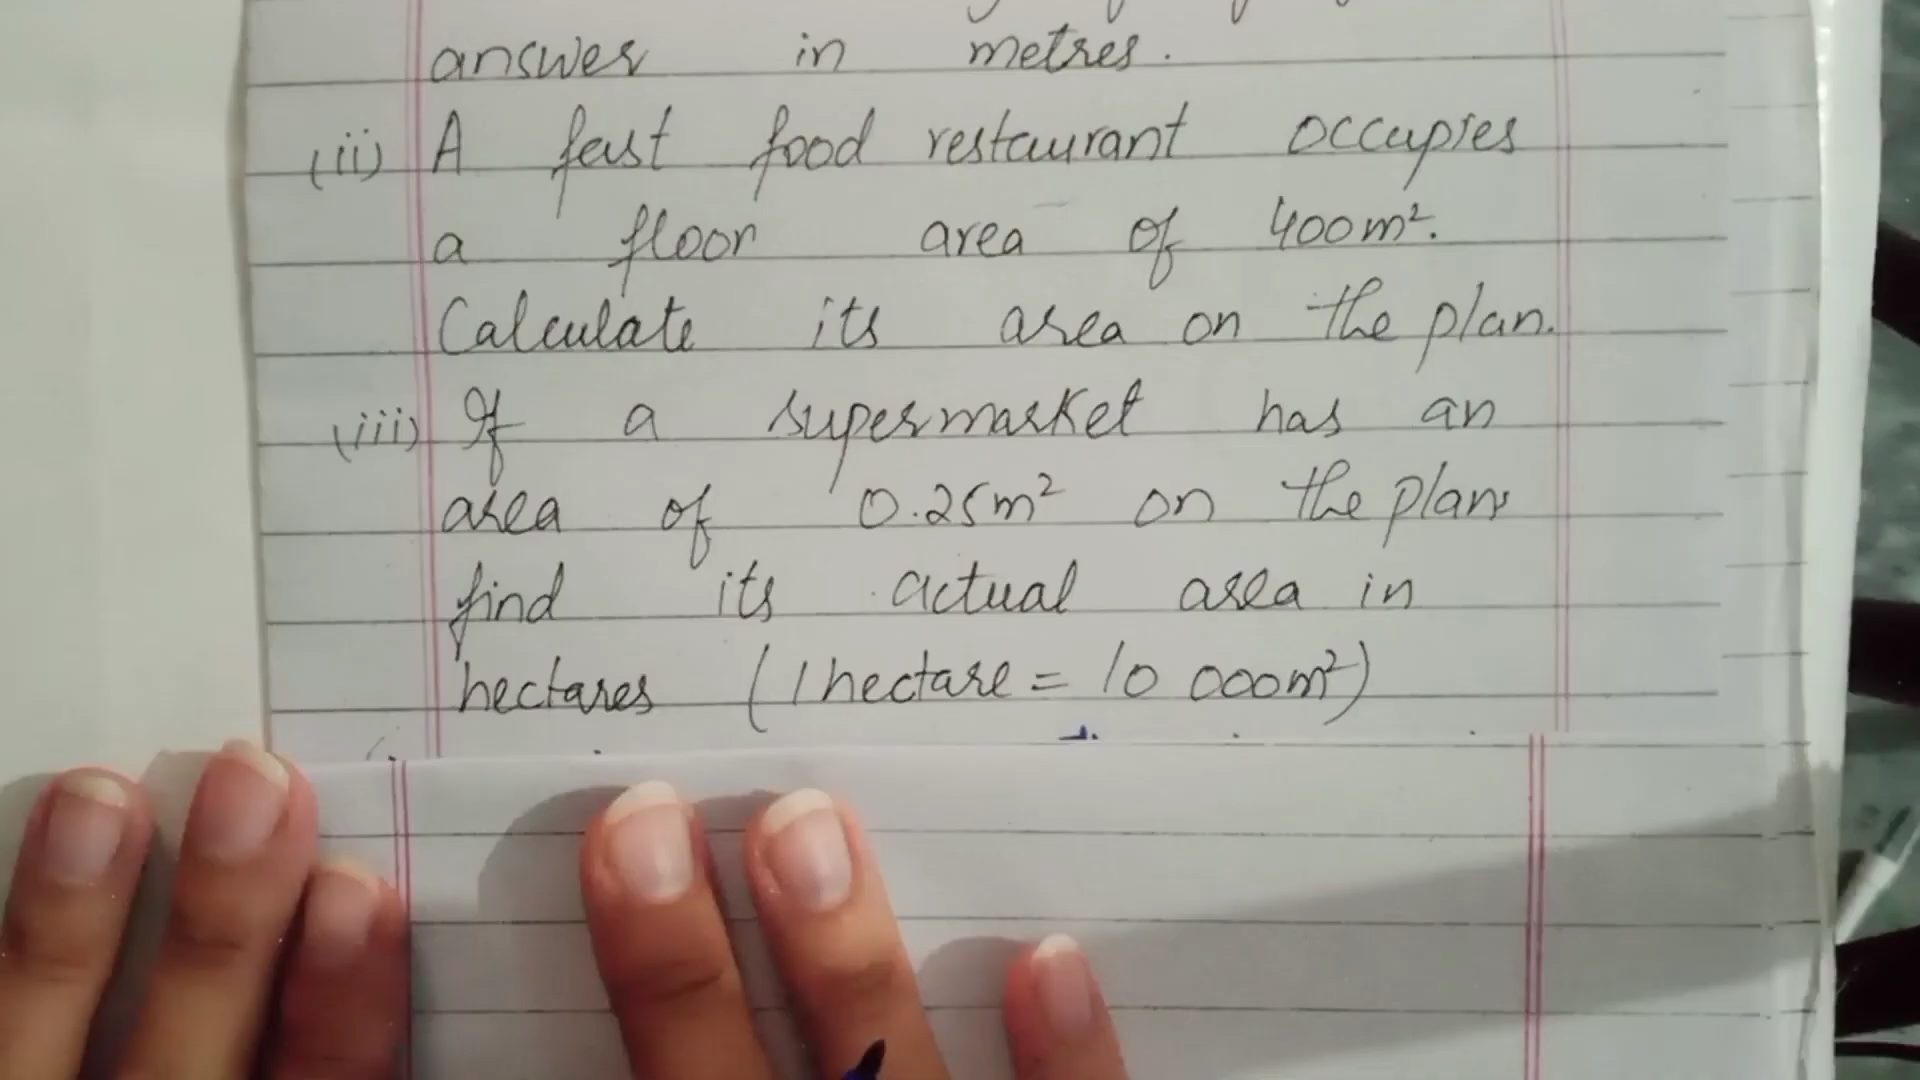 answer in metres.
(ii) A fast food restaurant occupies
a floor area of 400m².
Calculate its area on the plan.
(iii) If a supermarket has an
area of 0.25m² on the plan
find its actual area in
hectares (1 hectare = 10 000m²)